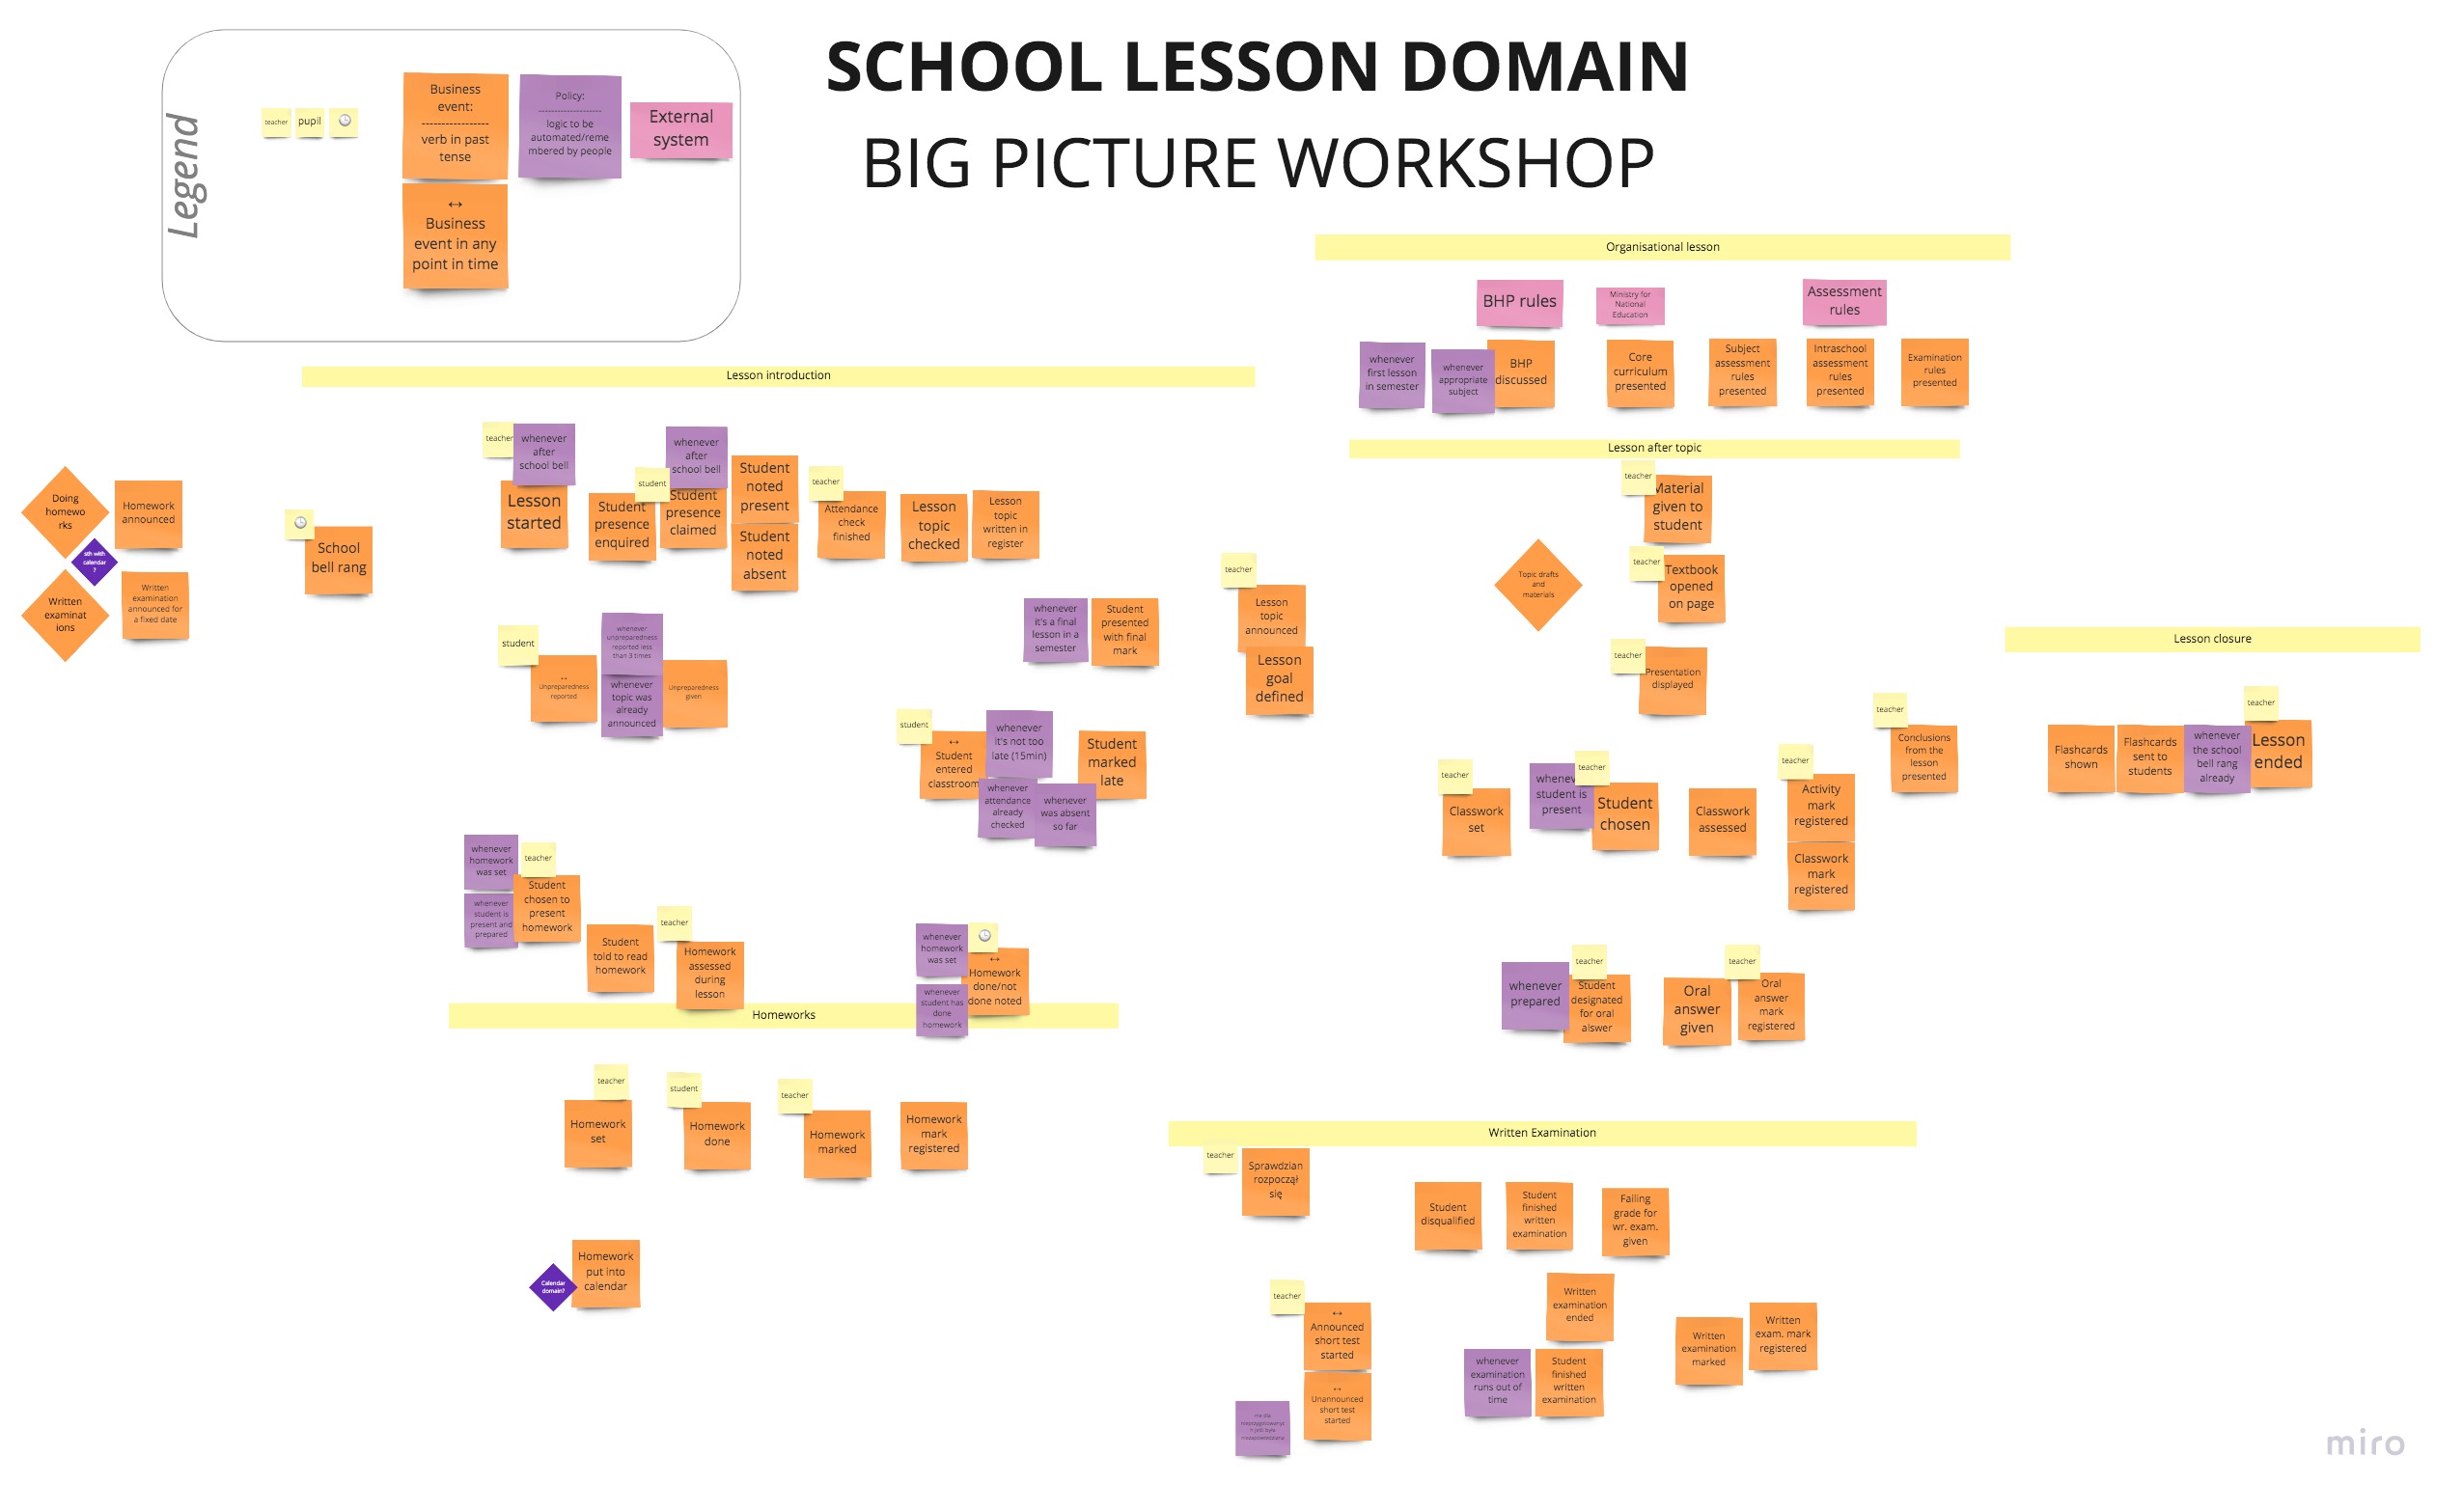 SCHOOL LESSON DOMAIN
BIG PICTURE WORKSHOP
Legend
teacher
pupil
Business
event:
-----------------
verb in past
tense
Policy:
--------------------
logic to be
automated/reme
mbered by people
External
system
↔
Business
event in any
point in time
Organisational lesson
BHP rules
Ministry for
National
Education
Assessment
rules
whenever
first lesson
in semester
whenever
appropriate
subject
BHP
discussed
Core
curriculum
presented
Subject
assessment
rules
presented
Intraschool
assessment
rules
presented
Examination
rules
presented
Lesson introduction
Doing
homewo
rks
Homework
announced
sth with
calendar
?
Written
examinat
ions
Written
examination
announced for
a fixed date
School
bell rang
teacher
whenever
after
school bell
Lesson
started
Student
presence
enquired
student
whenever
after
school bell
Student
presence
claimed
Student
noted
present
Student
noted
absent
teacher
Attendance
check
finished
Lesson
topic
checked
Lesson
topic
written in
register
student
↔
Unpreparedness
reported
whenever
unpreparedness
reported less
than 3 times
whenever
topic was
already
announced
Unpreparedness
given
whenever
it's a final
lesson in a
semester
Student
presented
with final
mark
teacher
Lesson
topic
announced
Lesson
goal
defined
student
↔
Student
entered
classtroom
whenever
it's not too
late (15min)
whenever
attendance
already
checked
whenever
was absent
so far
Student
marked
late
whenever
homework
was set
whenever
student is
present and
prepared
teacher
Student
chosen to
present
homework
Student
told to read
homework
teacher
Homework
assessed
during
lesson
whenever
homework
was set
whenever
student has
done
homework
↔
Homework
done/not
done noted
Lesson after topic
teacher
Material
given to
student
Topic drafts
and
materials
teacher
Textbook
opened
on page
teacher
Presentation
displayed
teacher
Classwork
set
whenever
student is
present
teacher
Student
chosen
Classwork
assessed
teacher
Activity
mark
registered
Classwork
mark
registered
teacher
Conclusions
from the
lesson
presented
whenever
prepared
teacher
Student
designated
for oral
alswer
Oral
answer
given
teacher
Oral
answer
mark
registered
Lesson closure
Flashcards
shown
Flashcards
sent to
students
whenever
the school
bell rang
already
teacher
Lesson
ended
Homeworks
teacher
Homework
set
student
Homework
done
teacher
Homework
marked
Homework
mark
registered
Calendar
domain?
Homework
put into
calendar
Written Examination
teacher
Sprawdzian
rozpoczął
się
Student
disqualified
Student
finished
written
examination
Failing
grade for
wr. exam.
given
teacher
↔
Announced
short test
started
↔
Unannounced
short test
started
Written
examination
ended
whenever
examination
runs out of
time
Student
finished
written
examination
Written
examination
marked
Written
exam. mark
registered
miro